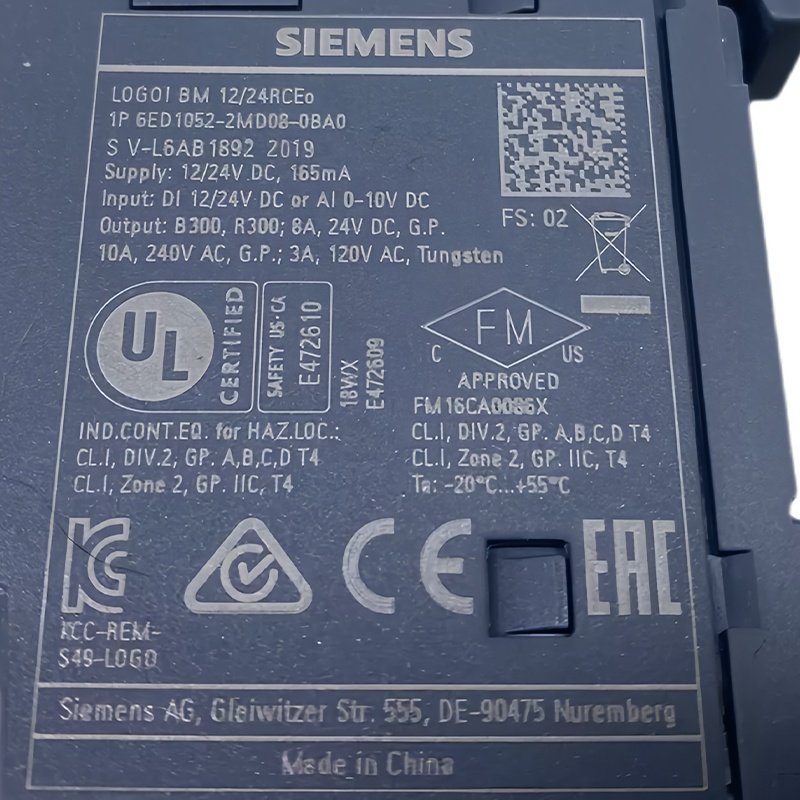 SIEMENS
LOGO! BM 12/24RCEo
1P 6ED1052-2MD08-0BA0
S V-L6AB1892 2019
Supply: 12/24V DC, 165mA
Input: DI 12/24V DC or AI 0-10V DC
Output: B300, R300; 8A, 24V DC, G.P.
10A, 240V AC, G.P.; 3A, 120V AC, Tungsten
FS: 02
UL
CERTIFIED
SAFETY US·CA
E472610
18WX
E472609
FM
C US
APPROVED
FM16CA0086X
IND.CONT.EQ. for HAZ.LOC.:
CL.I, DIV.2, GP. A,B,C,D T4
CL.I, Zone 2, GP. IIC, T4
CL.I, DIV.2, GP. A,B,C,D T4
CL.I, Zone 2, GP. IIC, T4
Ta: -20°C...+55°C
CE
EAC
KCC-REM-
S49-LOGO
Siemens AG, Gleiwitzer Str. 555, DE-90475 Nuremberg
Made in China